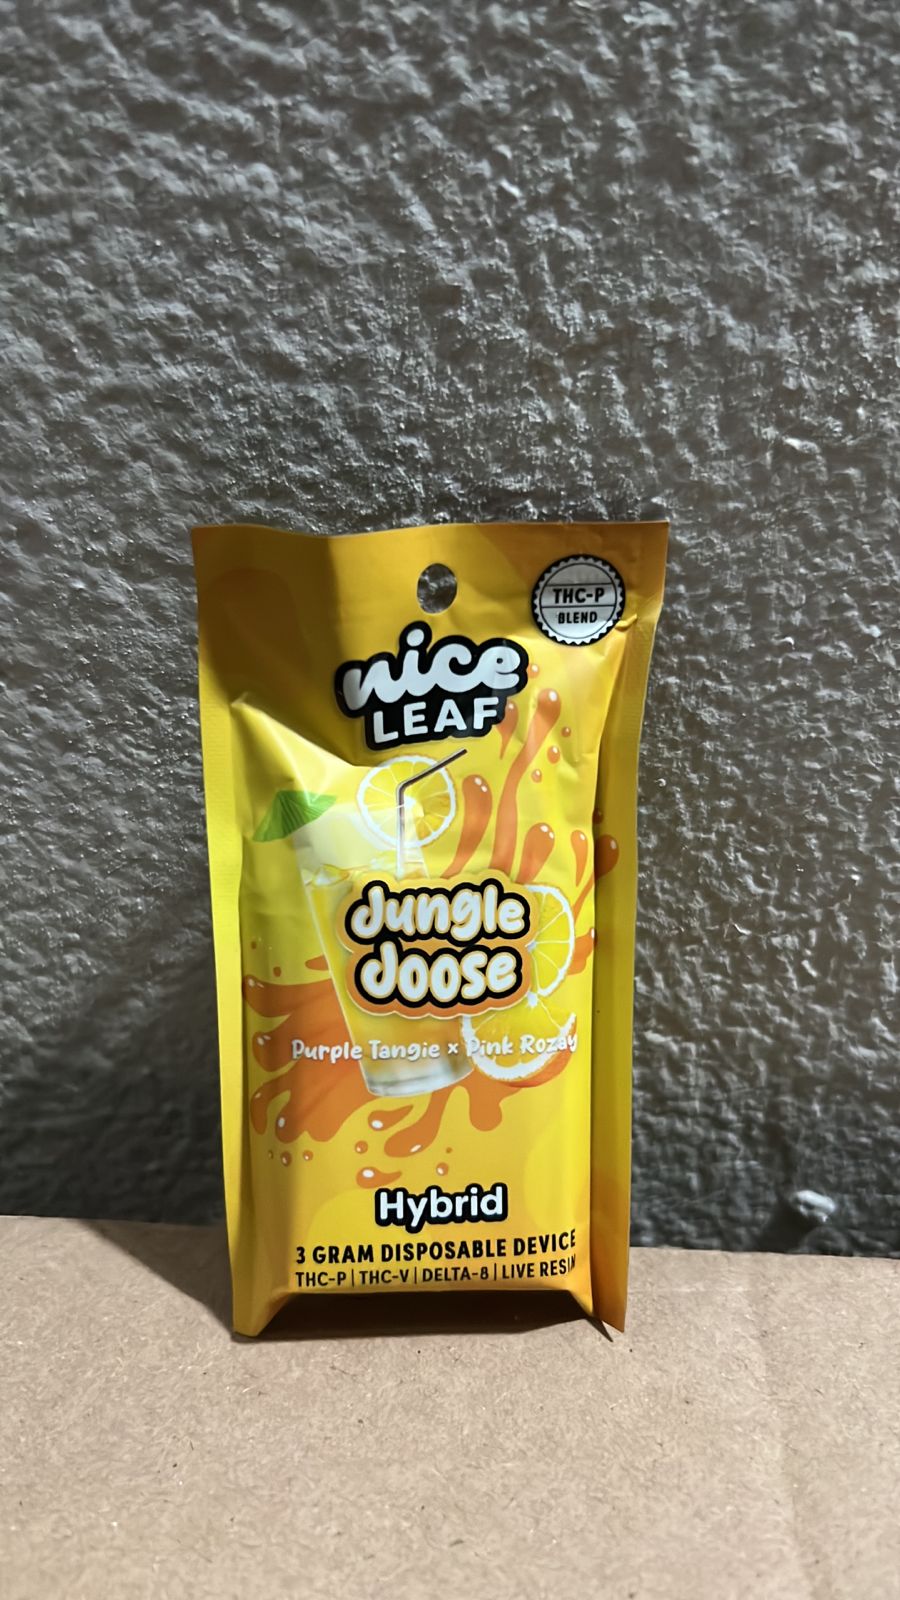 THC-P
BLEND
nice
LEAF
Jungle
Joose
Purple Tangie x Pink Rozay
Hybrid
3 GRAM DISPOSABLE DEVICE
THC-P | THC-V | DELTA-8 | LIVE RESIN